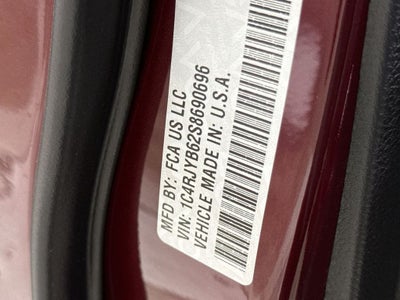 MFD BY: FCA US LLC
VIN: 1C4RJYB62S8690696
VEHICLE MADE IN: U.S.A.